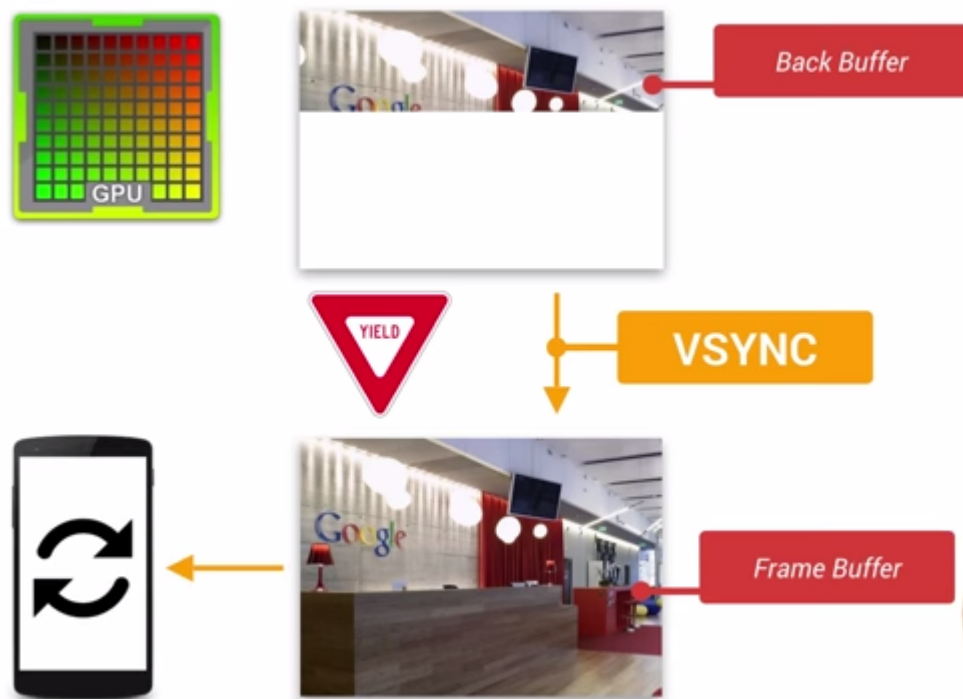 Google
Back Buffer
GPU
YIELD
VSYNC
Google
Frame Buffer